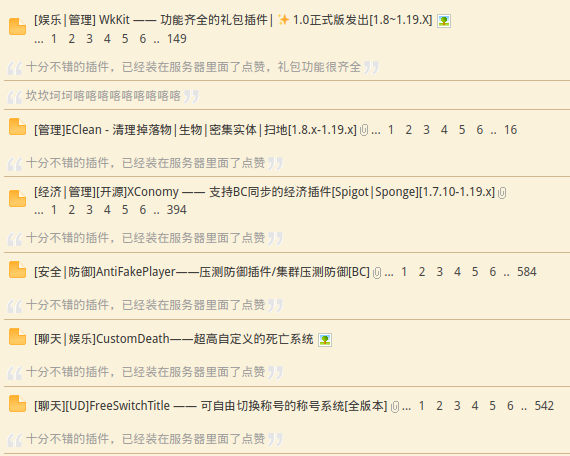 [娱乐|管理] WkKit —— 功能齐全的礼包插件|✨1.0正式版发出[1.8~1.19.X]
... 1 2 3 4 5 6 .. 149
十分不错的插件，已经装在服务器里面了点赞，礼包功能很齐全
坎坎坷坷喀喀喀喀喀喀喀喀喀
[管理]EClean - 清理掉落物|生物|密集实体|扫地[1.8.x-1.19.x] ... 1 2 3 4 5 6 .. 16
十分不错的插件，已经装在服务器里面了点赞
[经济|管理][开源]XConomy —— 支持BC同步的经济插件[Spigot|Sponge][1.7.10-1.19.x]
... 1 2 3 4 5 6 .. 394
十分不错的插件，已经装在服务器里面了点赞
[安全|防御]AntiFakePlayer——压测防御插件/集群压测防御[BC] ... 1 2 3 4 5 6 .. 584
十分不错的插件，已经装在服务器里面了点赞
[聊天|娱乐]CustomDeath——超高自定义的死亡系统
十分不错的插件，已经装在服务器里面了点赞
[聊天][UD]FreeSwitchTitle —— 可自由切换称号的称号系统[全版本] ... 1 2 3 4 5 6 .. 542
十分不错的插件，已经装在服务器里面了点赞